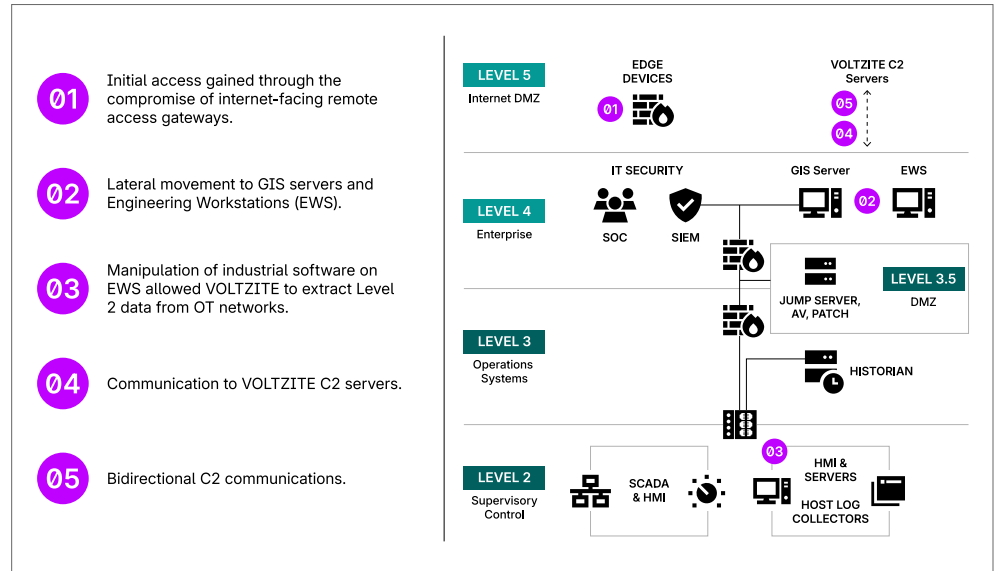 01
Initial access gained through the
compromise of internet-facing remote
access gateways.
02
Lateral movement to GIS servers and
Engineering Workstations (EWS).
03
Manipulation of industrial software on
EWS allowed VOLTZITE to extract Level
2 data from OT networks.
04
Communication to VOLTZITE C2 servers.
05
Bidirectional C2 communications.
LEVEL 5
Internet DMZ
EDGE
DEVICES
01
VOLTZITE C2
Servers
05
04
LEVEL 4
Enterprise
IT SECURITY
SOC
SIEM
GIS Server
02
EWS
JUMP SERVER,
AV, PATCH
LEVEL 3.5
DMZ
LEVEL 3
Operations
Systems
HISTORIAN
LEVEL 2
Supervisory
Control
SCADA
& HMI
03
HMI &
SERVERS
HOST LOG
COLLECTORS